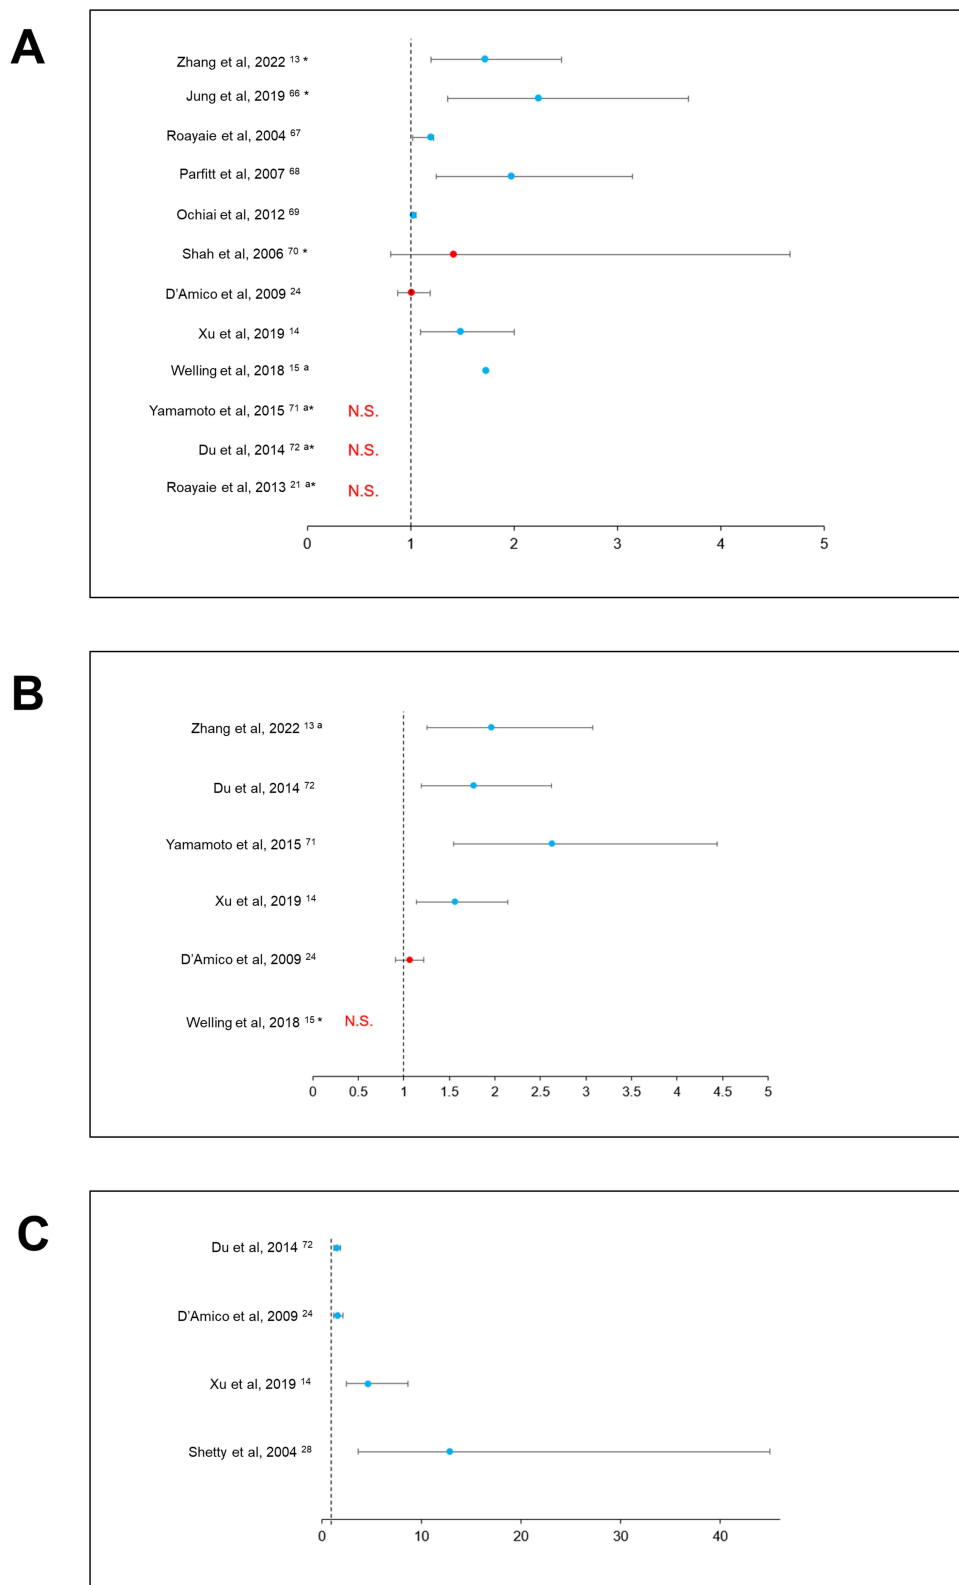 A
Zhang et al, 2022 13 *
Jung et al, 2019 66 *
Roayaie et al, 2004 67
Parfitt et al, 2007 68
Ochiai et al, 2012 69
Shah et al, 2006 70 *
D'Amico et al, 2009 24
Xu et al, 2019 14
Welling et al, 2018 15 a
Yamamoto et al, 2015 71 a* N.S.
Du et al, 2014 72 a* N.S.
Roayaie et al, 2013 21 a* N.S.
0 1 2 3 4 5
B
Zhang et al, 2022 13 a
Du et al, 2014 72
Yamamoto et al, 2015 71
Xu et al, 2019 14
D'Amico et al, 2009 24
Welling et al, 2018 15 * N.S.
0 0.5 1 1.5 2 2.5 3 3.5 4 4.5 5
C
Du et al, 2014 72
D'Amico et al, 2009 24
Xu et al, 2019 14
Shetty et al, 2004 28
0 10 20 30 40